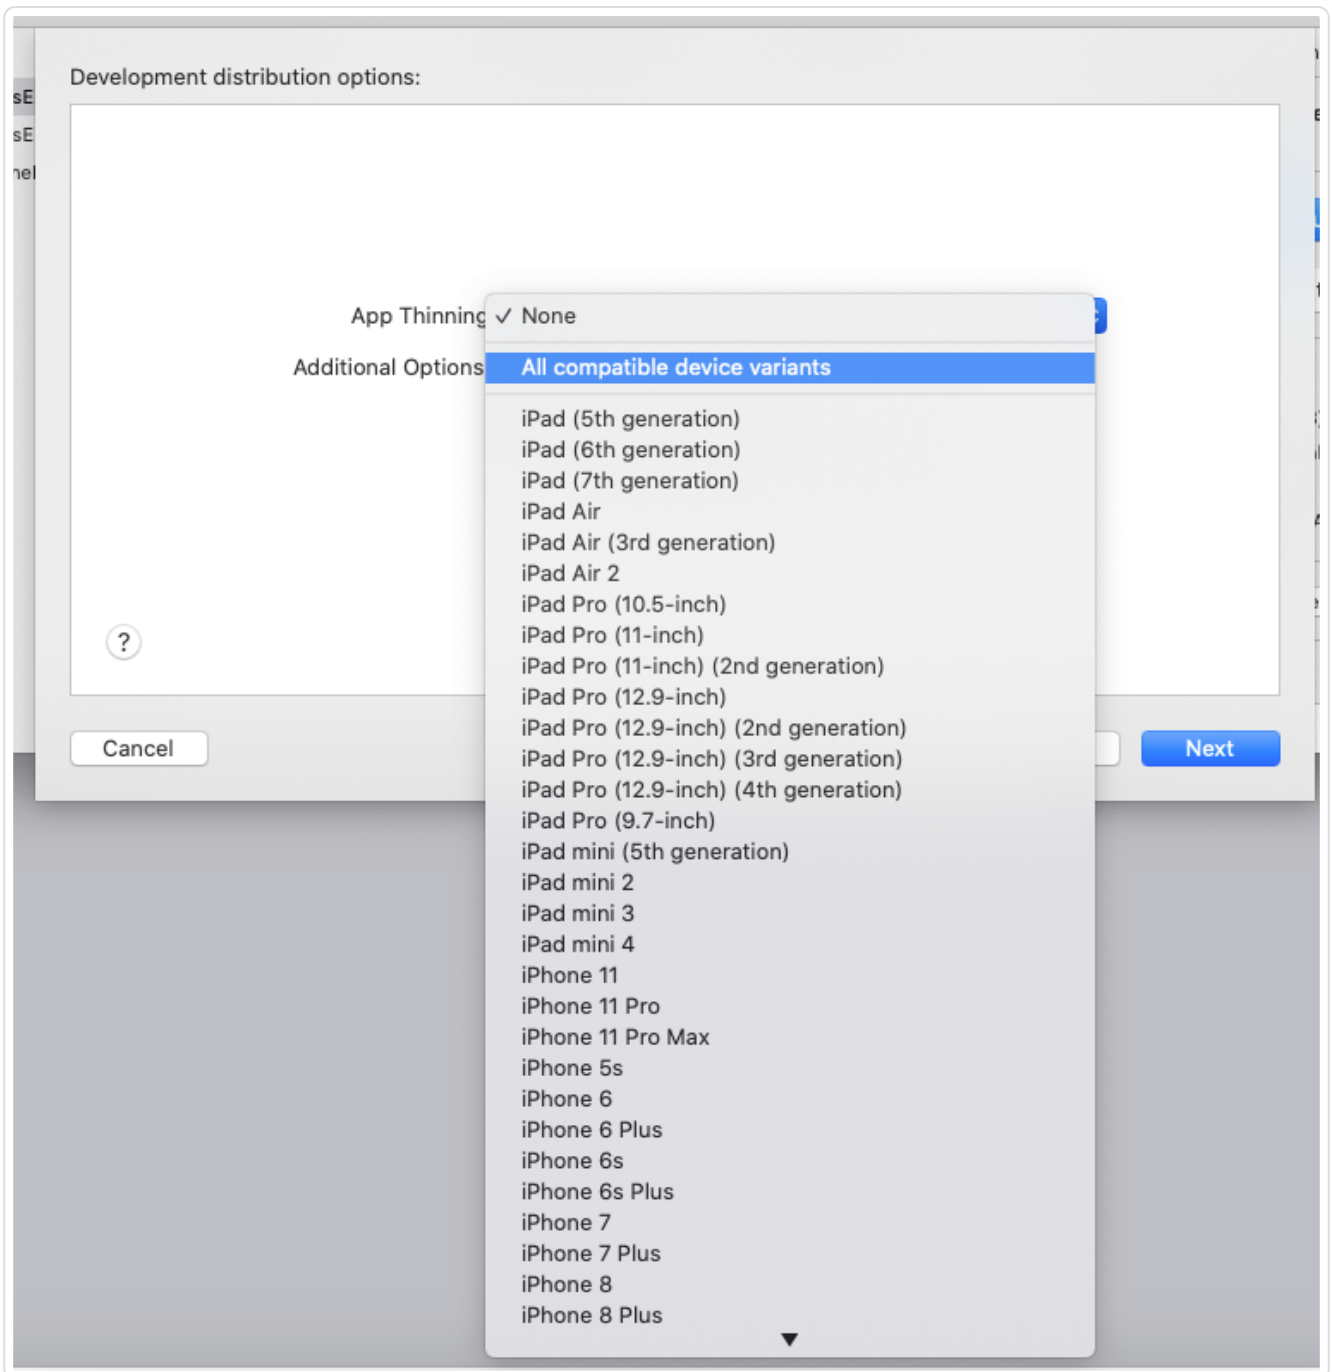 Development distribution options:
sE
sE
nel
App Thinning
✓ None
Additional Options
All compatible device variants
iPad (5th generation)
iPad (6th generation)
iPad (7th generation)
iPad Air
iPad Air (3rd generation)
iPad Air 2
iPad Pro (10.5-inch)
iPad Pro (11-inch)
iPad Pro (11-inch) (2nd generation)
iPad Pro (12.9-inch)
iPad Pro (12.9-inch) (2nd generation)
iPad Pro (12.9-inch) (3rd generation)
iPad Pro (12.9-inch) (4th generation)
iPad Pro (9.7-inch)
iPad mini (5th generation)
iPad mini 2
iPad mini 3
iPad mini 4
iPhone 11
iPhone 11 Pro
iPhone 11 Pro Max
iPhone 5s
iPhone 6
iPhone 6 Plus
iPhone 6s
iPhone 6s Plus
iPhone 7
iPhone 7 Plus
iPhone 8
iPhone 8 Plus
?
Cancel
Next